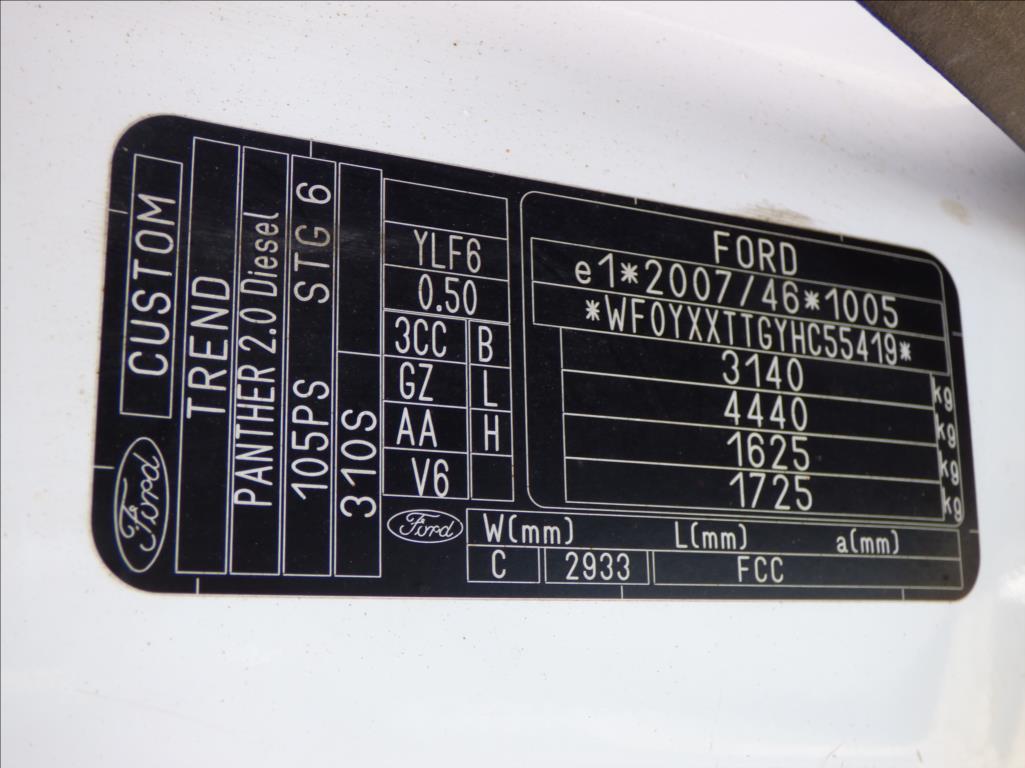 CUSTOM
Ford
TREND
PANTHER 2.0 Diesel
105PS STG 6
310S
YLF6
0.50
3CC B
GZ L
AA H
V6
Ford
FORD
e1*2007/46*1005
*WF0YXXTTGYHC55419*
3140 kg
4440 kg
1625 kg
1725 kg
W(mm) L(mm) a(mm)
C 2933 FCC